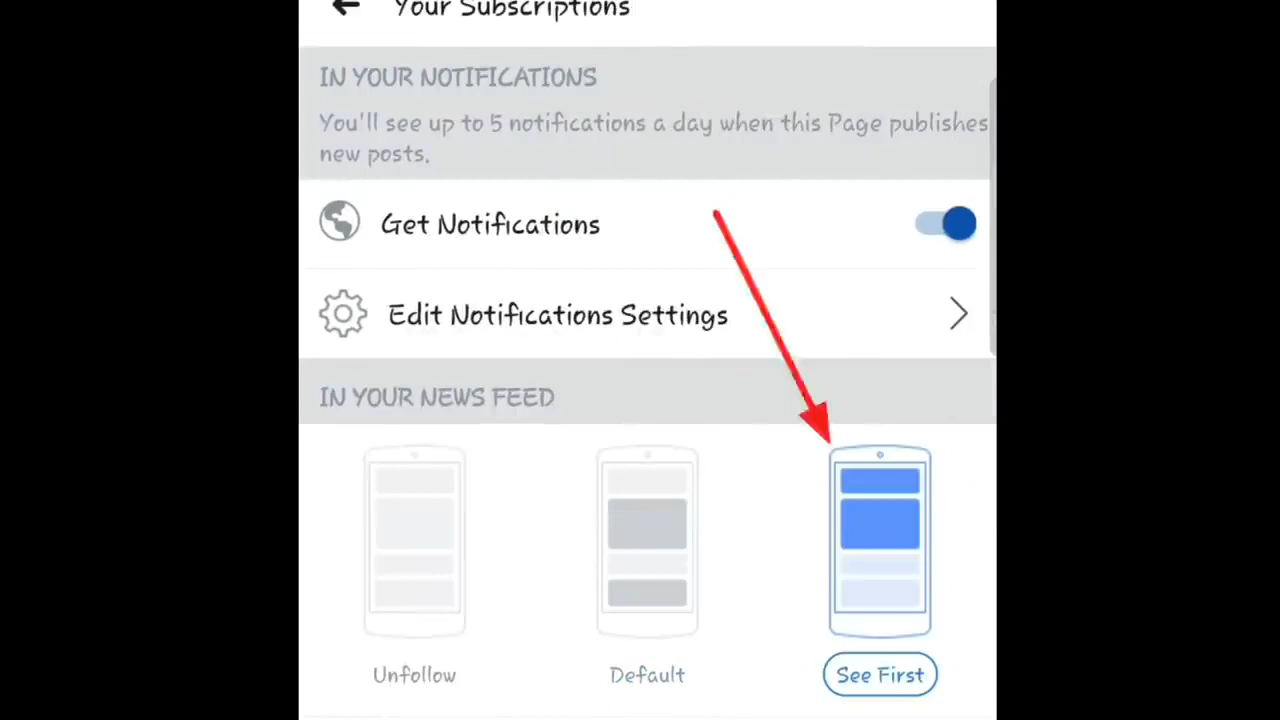 Your Subscriptions
IN YOUR NOTIFICATIONS
You'll see up to 5 notifications a day when this Page publishes
new posts.
Get Notifications
Edit Notifications Settings
IN YOUR NEWS FEED
Unfollow
Default
See First